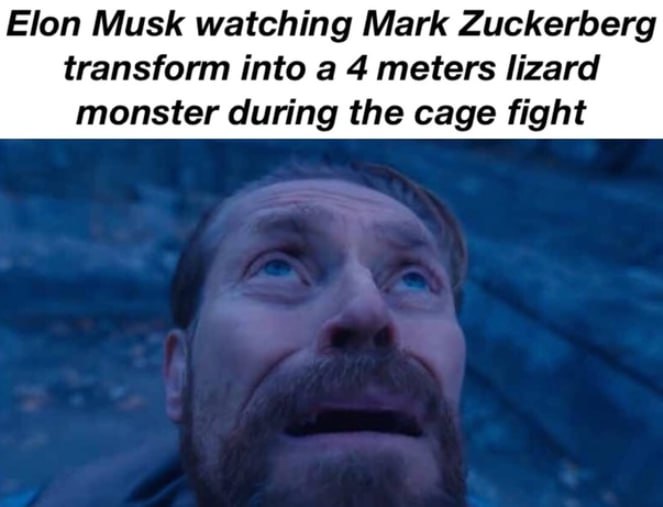 Elon Musk watching Mark Zuckerberg
transform into a 4 meters lizard
monster during the cage fight